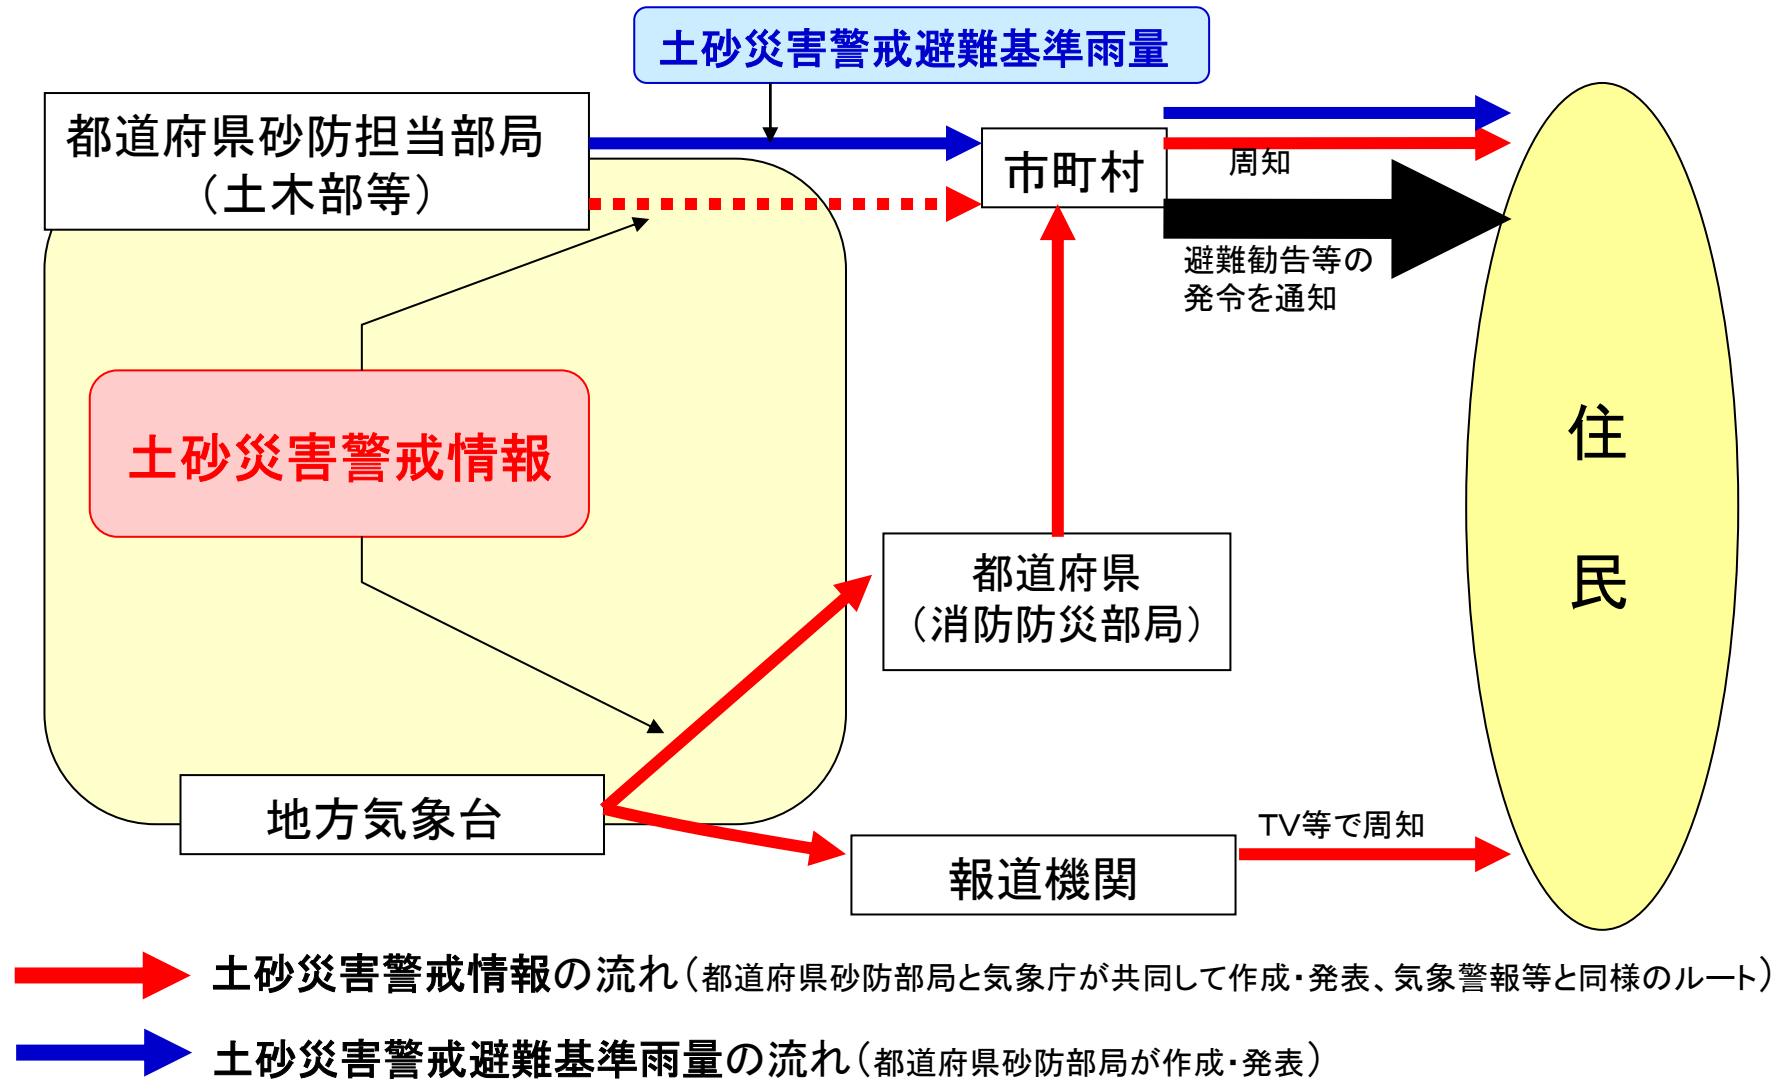 土砂災害警戒避難基準雨量
都道府県砂防担当部局
（土木部等）
市町村
周知
避難勧告等の
発令を通知
土砂災害警戒情報
住
民
都道府県
（消防防災部局）
地方気象台
報道機関
TV等で周知
土砂災害警戒情報の流れ（都道府県砂防部局と気象庁が共同して作成・発表、気象警報等と同様のルート）
土砂災害警戒避難基準雨量の流れ（都道府県砂防部局が作成・発表）